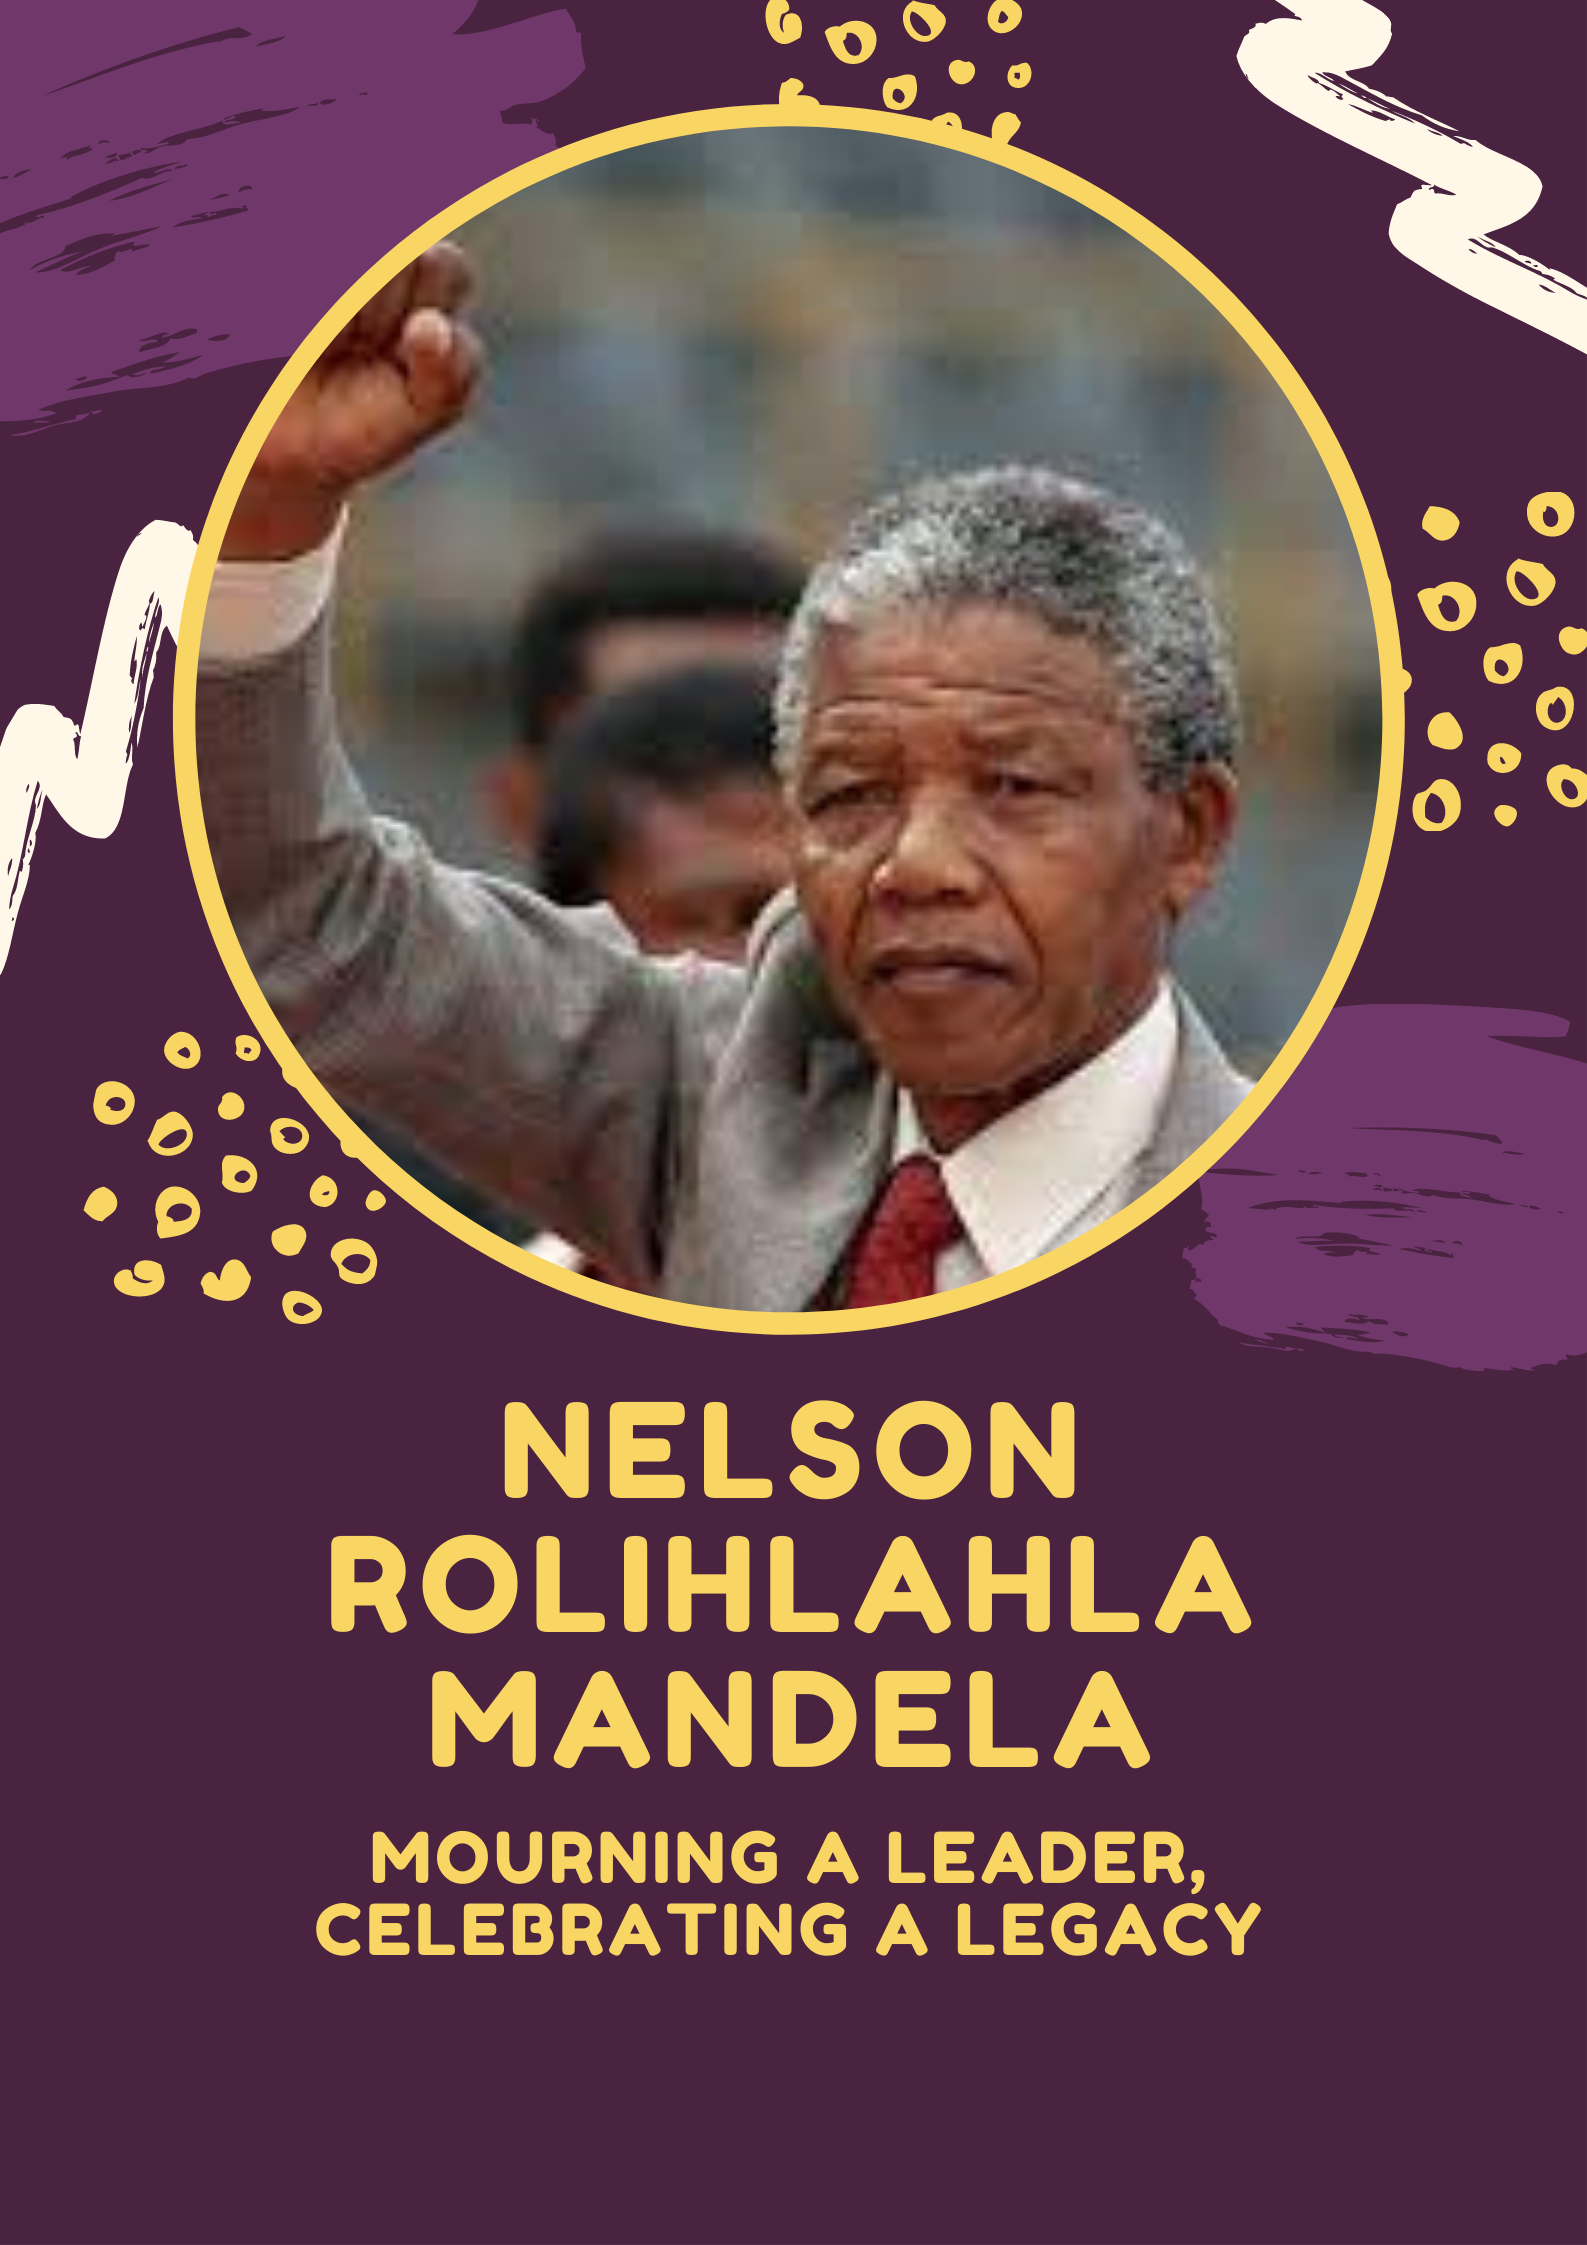 NELSON
ROLIHLAHLA
MANDELA
MOURNING A LEADER,
CELEBRATING A LEGACY